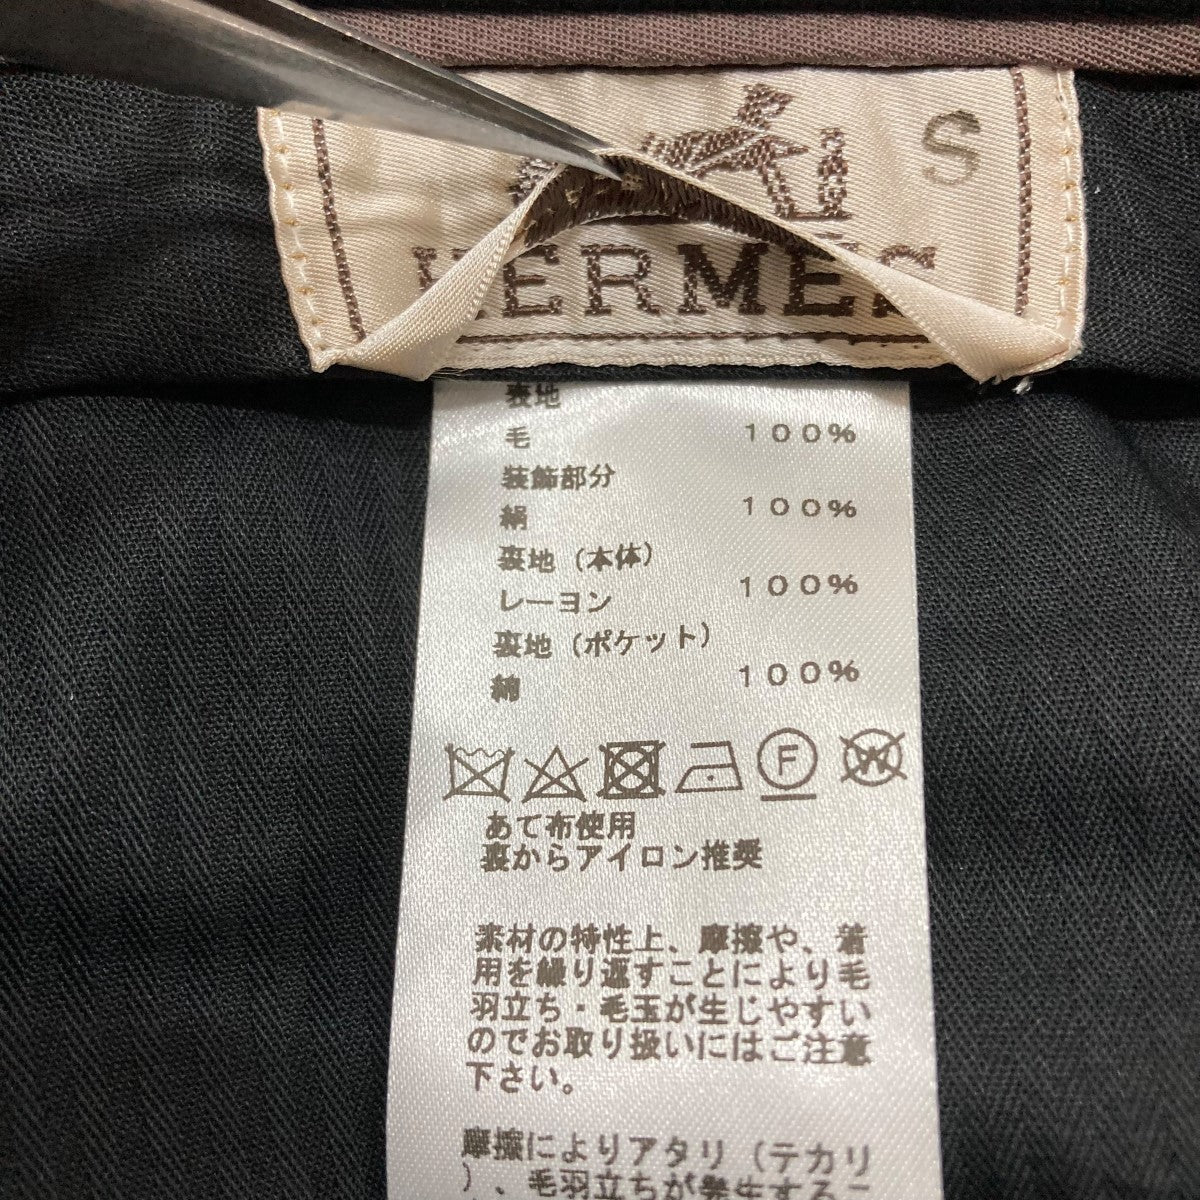 S
HERMÈS
表地
毛 100%
装飾部分
絹 100%
裏地（本体）
レーヨン 100%
裏地（ポケット）
綿 100%
F
W
あて布使用
裏からアイロン推奨
素材の特性上、摩擦や、着
用を繰り返すことにより毛
羽立ち・毛玉が生じやすい
のでお取り扱いにはご注意
下さい。
摩擦によりアタリ（テカリ
）、毛羽立ちが発生するこ